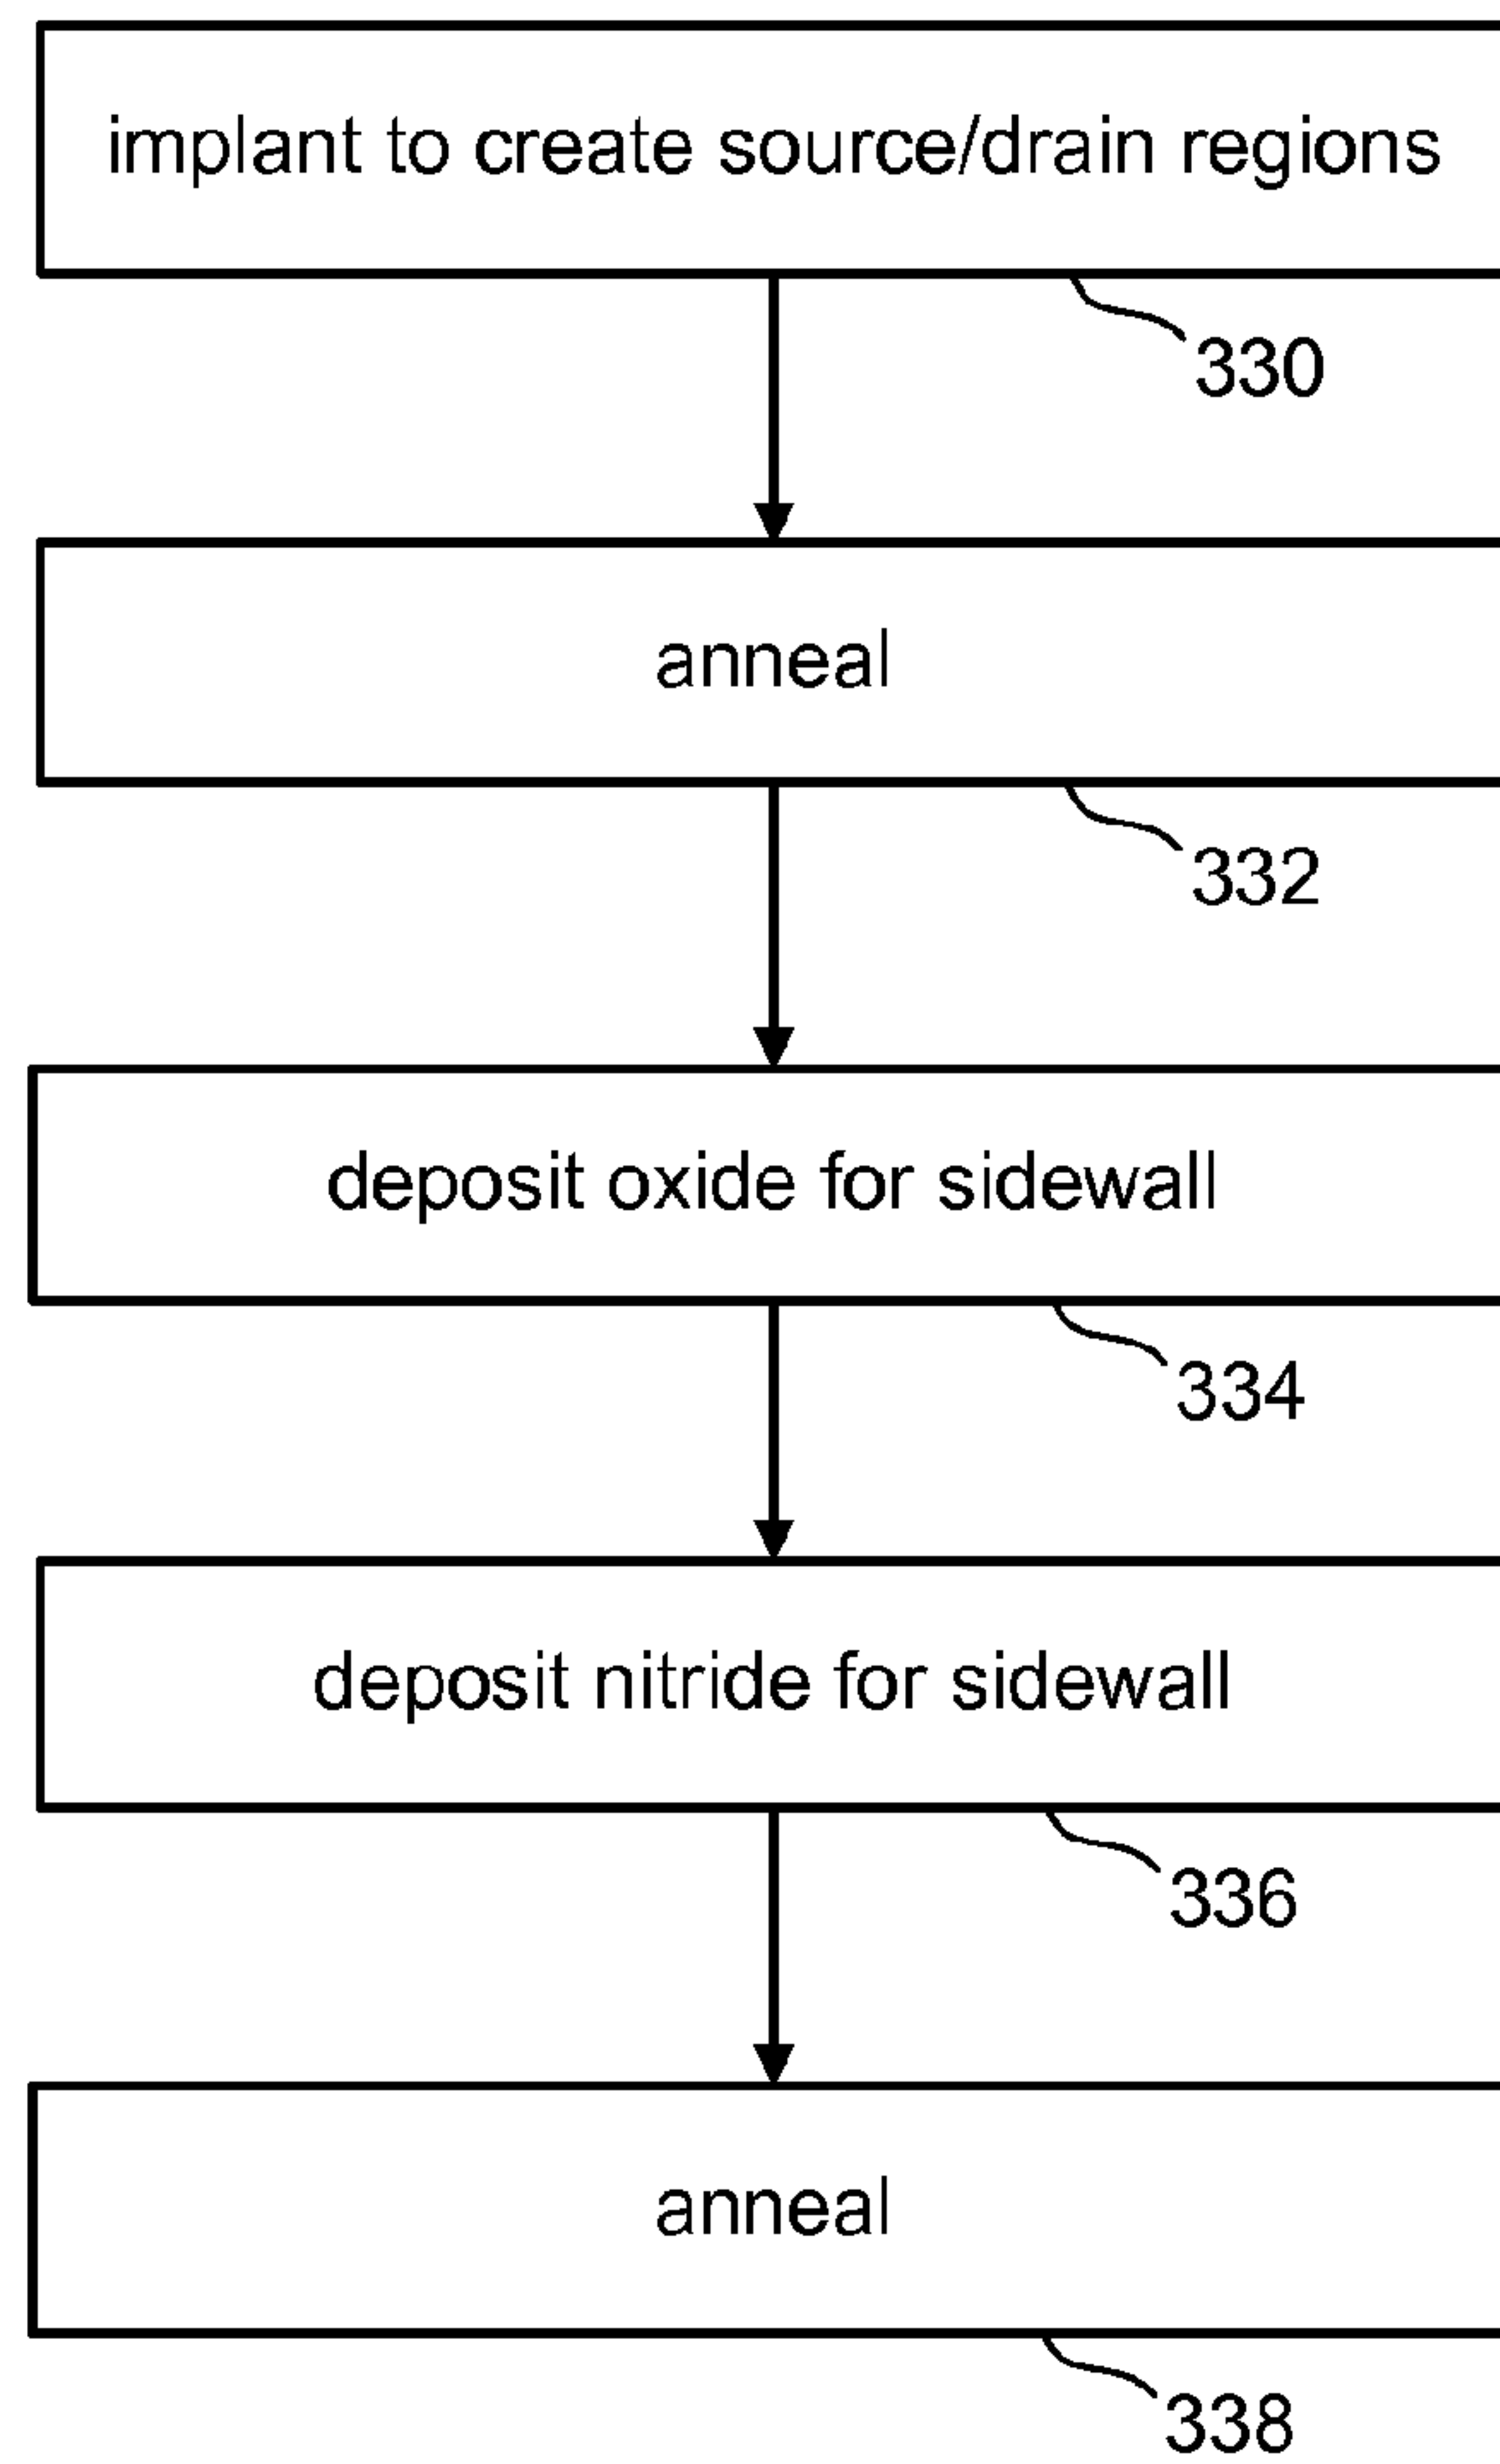 implant to create source/drain regions
330
anneal
332
deposit oxide for sidewall
334
deposit nitride for sidewall
336
anneal
338